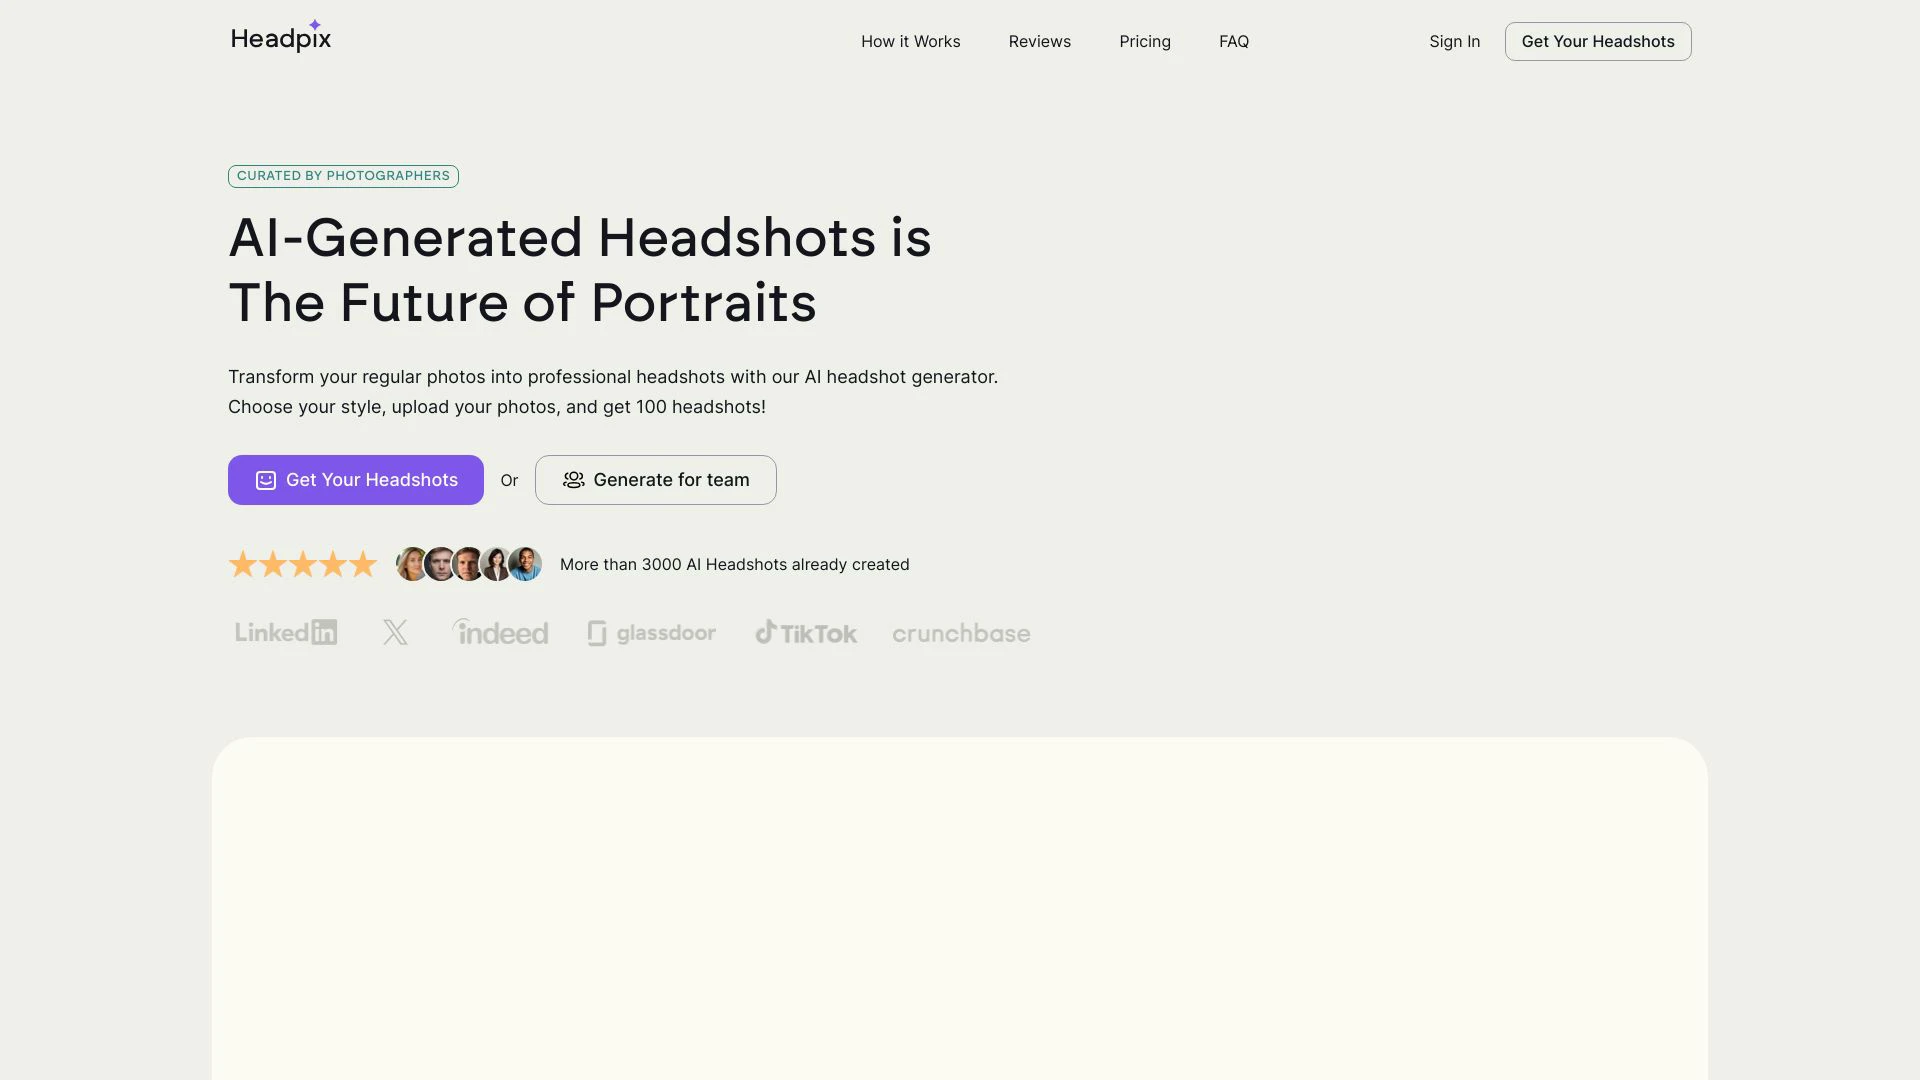 Headpix
How it Works
Reviews
Pricing
FAQ
Sign In
Get Your Headshots
CURATED BY PHOTOGRAPHERS
AI-Generated Headshots is
The Future of Portraits
Transform your regular photos into professional headshots with our AI headshot generator.
Choose your style, upload your photos, and get 100 headshots!
Get Your Headshots
Or
Generate for team
More than 3000 AI Headshots already created
Linkedin
X
indeed
glassdoor
TikTok
crunchbase